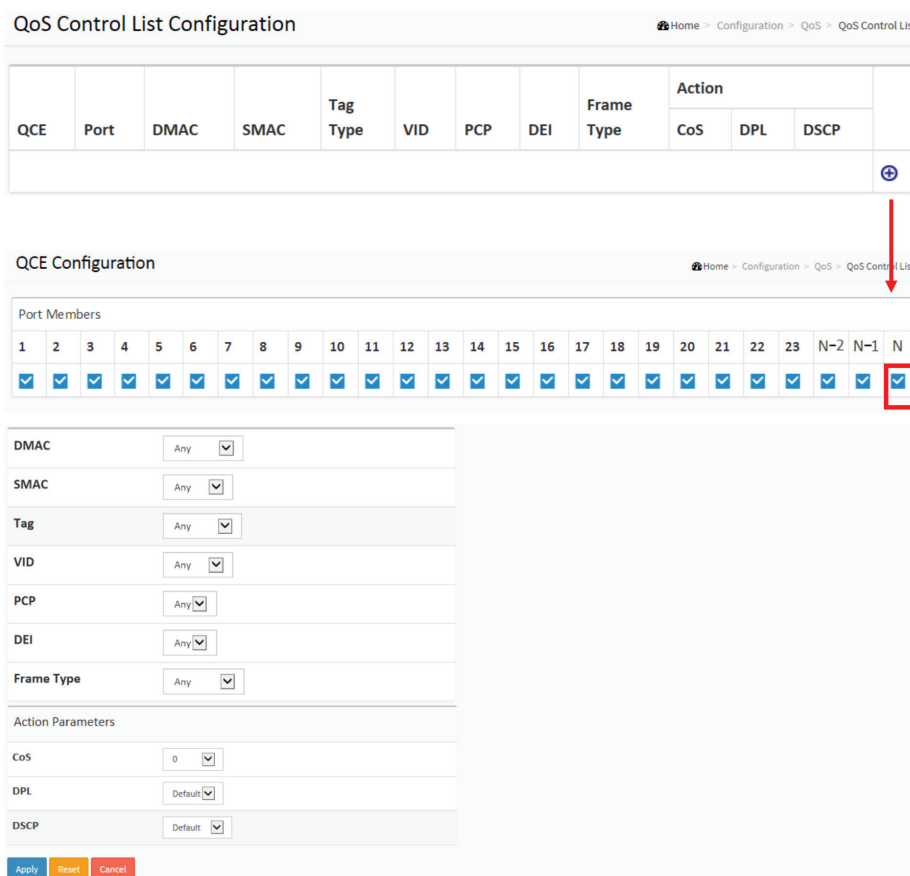 QoS Control List Configuration
Home > Configuration > QoS > QoS Control Lis
QCE Port DMAC SMAC Tag Type VID PCP DEI Frame Type Action
CoS DPL DSCP
QCE Configuration
Home > Configuration > QoS > QoS Control Lis
Port Members
1 2 3 4 5 6 7 8 9 10 11 12 13 14 15 16 17 18 19 20 21 22 23 N-2 N-1 N
DMAC Any
SMAC Any
Tag Any
VID Any
PCP Any
DEI Any
Frame Type Any
Action Parameters
CoS 0
DPL Default
DSCP Default
Apply Reset Cancel